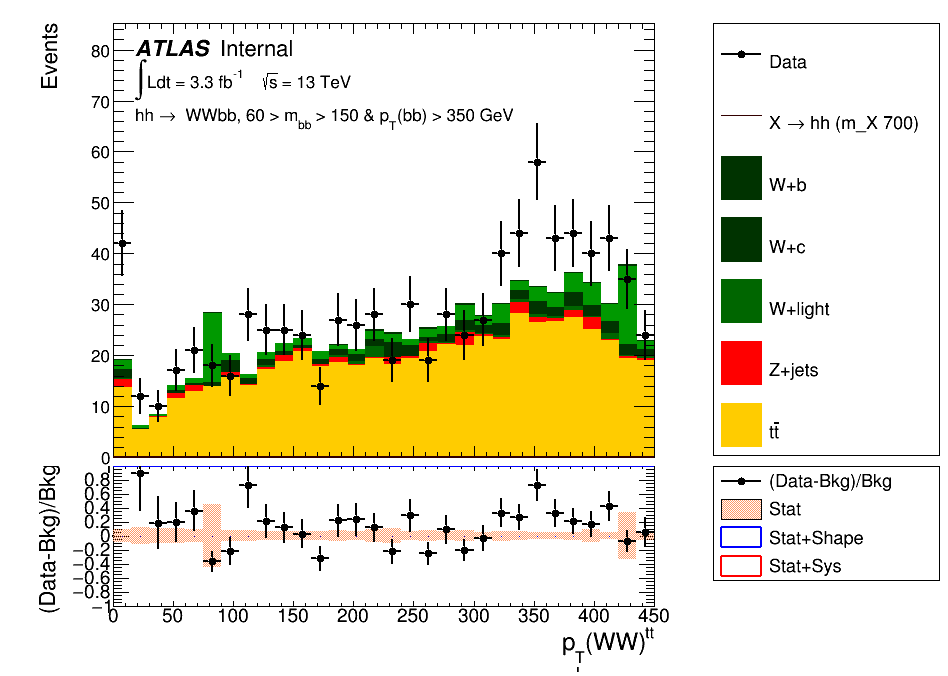 Events
80
70
60
50
40
30
20
10
0
ATLAS Internal
∫Ldt = 3.3 fb⁻¹ √s = 13 TeV
hh → WWbb, 60 > m_bb > 150 & p_T(bb) > 350 GeV
Data
X → hh (m_X 700)
W+b
W+c
W+light
Z+jets
tt̄
(Data-Bkg)/Bkg
0.8
0.6
0.4
0.2
0
−0.2
−0.4
−0.6
−0.8
−1
0 50 100 150 200 250 300 350 400 450
p_T(WW)^tt
(Data-Bkg)/Bkg
Stat
Stat+Shape
Stat+Sys